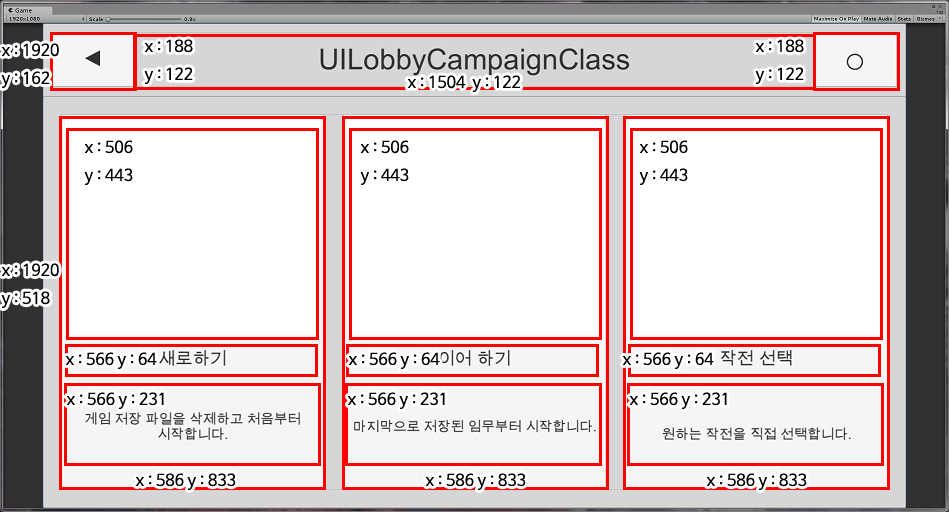 Game
1920x1080
Scale
0.9x
Maximize On Play
Mute Audio
Stats
Gizmos
x : 1920
y : 162
◀
x : 188
y : 122
UILobbyCampaignClass
x : 1504 y : 122
x : 188
y : 122
○
x : 1920
y : 518
x : 506
y : 443
x : 566 y : 64 새로하기
x : 566 y : 231
게임 저장 파일을 삭제하고 처음부터
시작합니다.
x : 586 y : 833
x : 506
y : 443
x : 566 y : 64 이어 하기
x : 566 y : 231
마지막으로 저장된 임무부터 시작합니다.
x : 586 y : 833
x : 506
y : 443
x : 566 y : 64 작전 선택
x : 566 y : 231
원하는 작전을 직접 선택합니다.
x : 586 y : 833